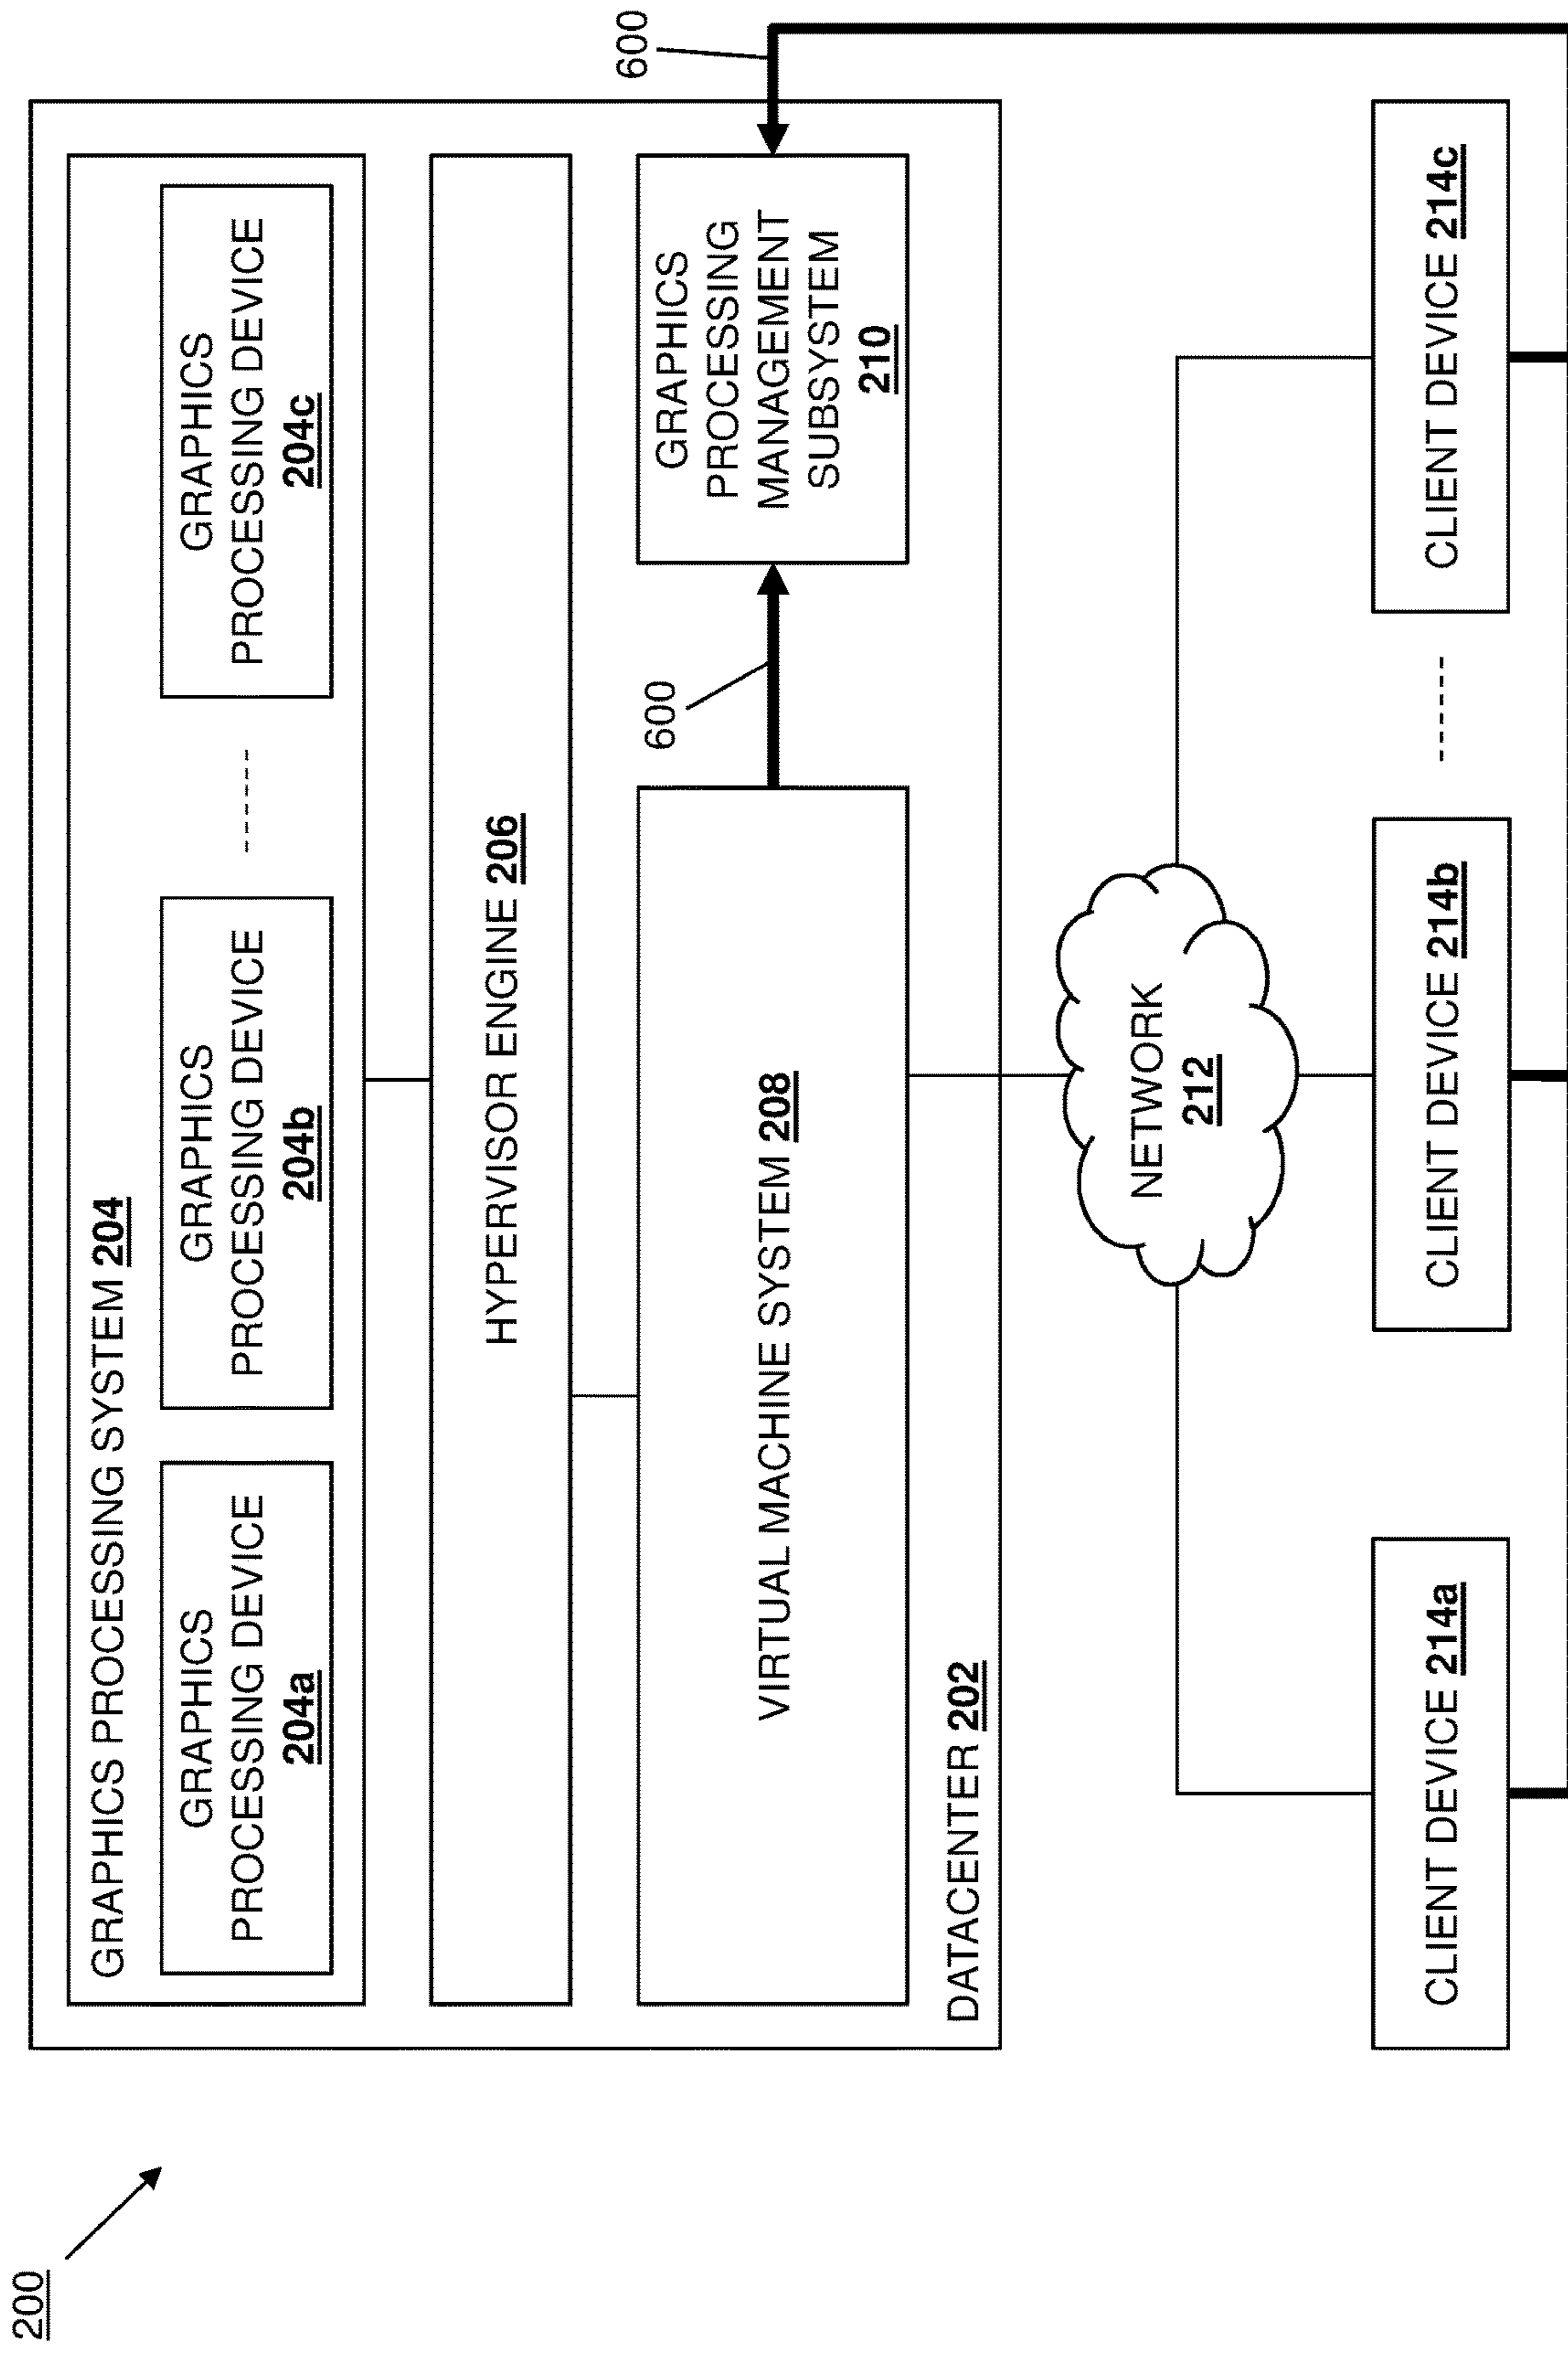 200
GRAPHICS PROCESSING SYSTEM 204
GRAPHICS
PROCESSING DEVICE
204a
GRAPHICS
PROCESSING DEVICE
204b
GRAPHICS
PROCESSING DEVICE
204c
HYPERVISOR ENGINE 206
VIRTUAL MACHINE SYSTEM 208
600
GRAPHICS
PROCESSING
MANAGEMENT
SUBSYSTEM
210
600
DATACENTER 202
NETWORK
212
CLIENT DEVICE 214a
CLIENT DEVICE 214b
CLIENT DEVICE 214c